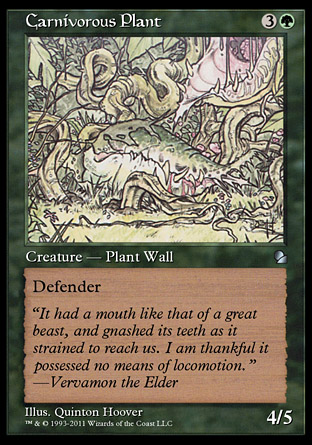 Carnivorous Plant 3
Creature — Plant Wall
Defender
“It had a mouth like that of a great
beast, and gnashed its teeth as it
strained to reach us. I am thankful it
possessed no means of locomotion.”
—Vervamon the Elder
Illus. Quinton Hoover
™ & © 1993-2011 Wizards of the Coast LLC
4/5